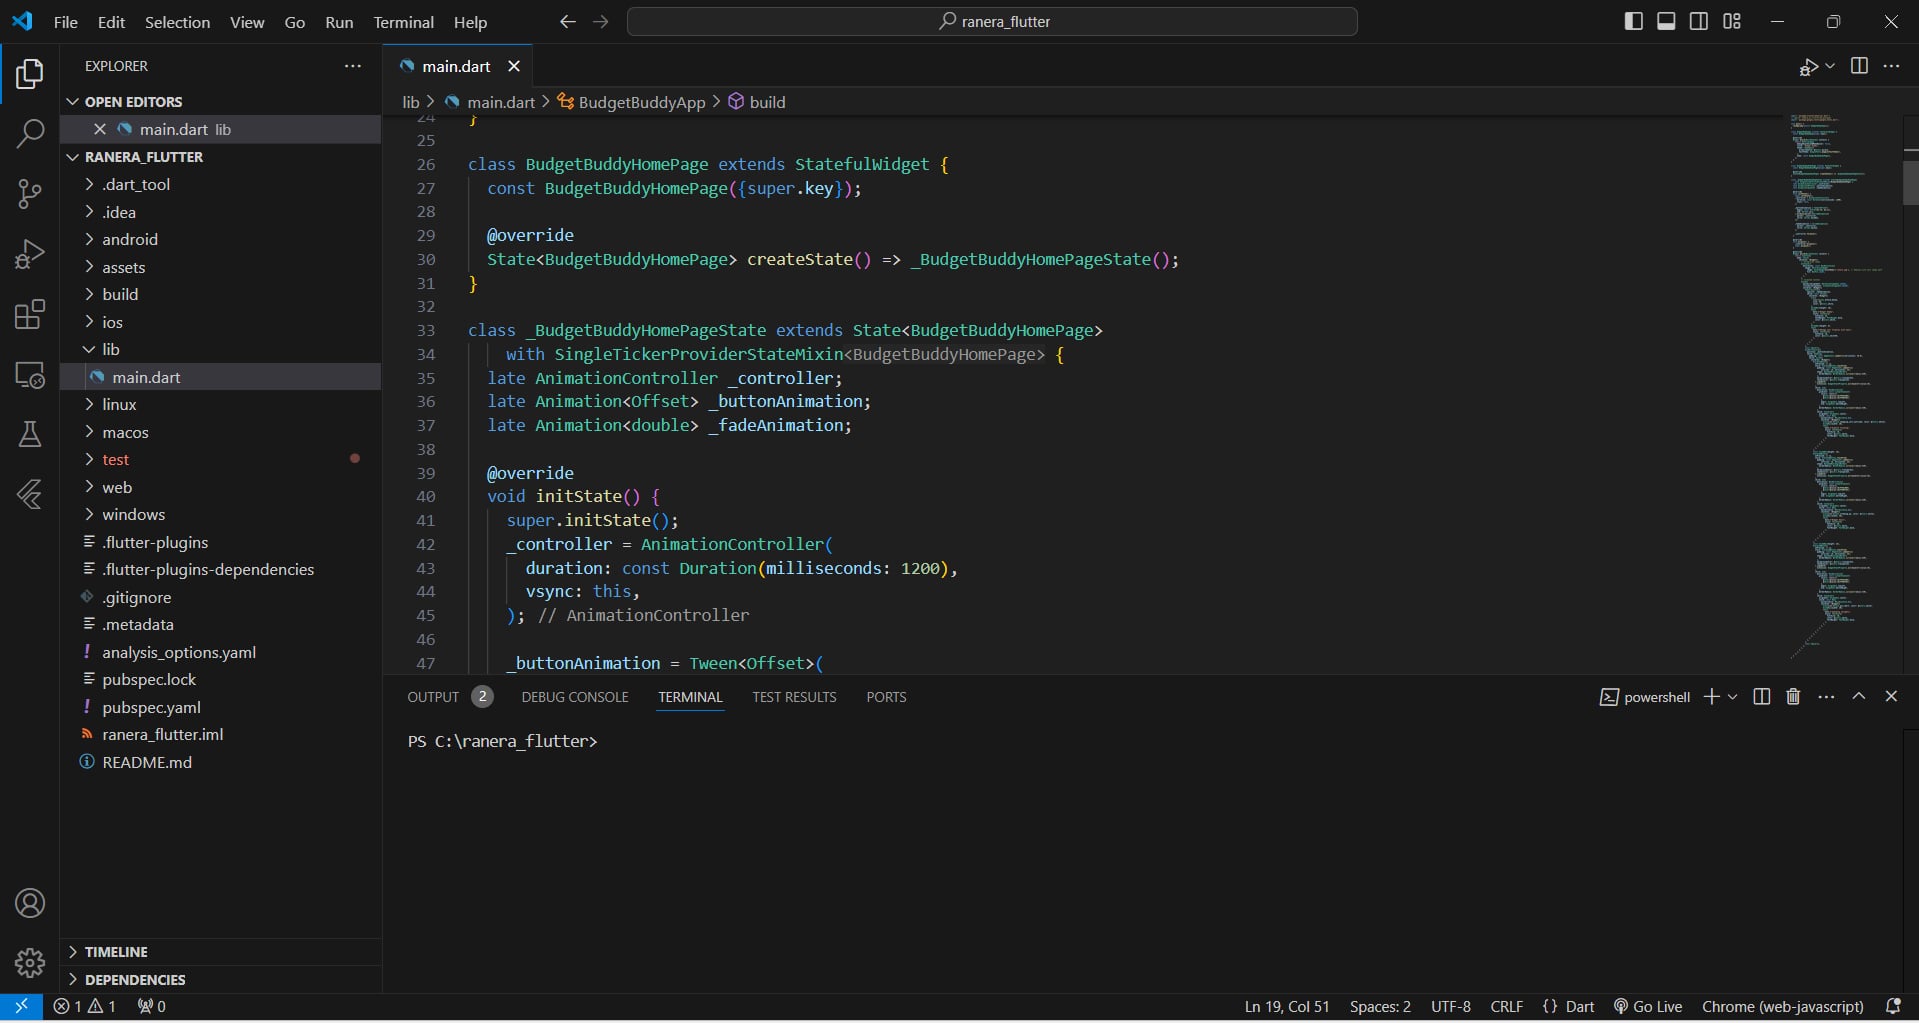 File Edit Selection View Go Run Terminal Help
ranera_flutter
EXPLORER
OPEN EDITORS
main.dart lib
RANERA_FLUTTER
.dart_tool
.idea
android
assets
build
ios
lib
main.dart
linux
macos
test
web
windows
.flutter-plugins
.flutter-plugins-dependencies
.gitignore
.metadata
analysis_options.yaml
pubspec.lock
pubspec.yaml
ranera_flutter.iml
README.md
TIMELINE
DEPENDENCIES
main.dart
lib > main.dart > BudgetBuddyApp > build
24 }
25
26 class BudgetBuddyHomePage extends StatefulWidget {
27 const BudgetBuddyHomePage({super.key});
28
29 @override
30 State<BudgetBuddyHomePage> createState() => _BudgetBuddyHomePageState();
31 }
32
33 class _BudgetBuddyHomePageState extends State<BudgetBuddyHomePage>
34 with SingleTickerProviderStateMixin<BudgetBuddyHomePage> {
35 late AnimationController _controller;
36 late Animation<Offset> _buttonAnimation;
37 late Animation<double> _fadeAnimation;
38
39 @override
40 void initState() {
41 super.initState();
42 _controller = AnimationController(
43 duration: const Duration(milliseconds: 1200),
44 vsync: this,
45 ); // AnimationController
46
47 _buttonAnimation = Tween<Offset>(
OUTPUT 2 DEBUG CONSOLE TERMINAL TEST RESULTS PORTS
powershell
PS C:\ranera_flutter>
1 1 0
Ln 19, Col 51 Spaces: 2 UTF-8 CRLF {} Dart Go Live Chrome (web-javascript)